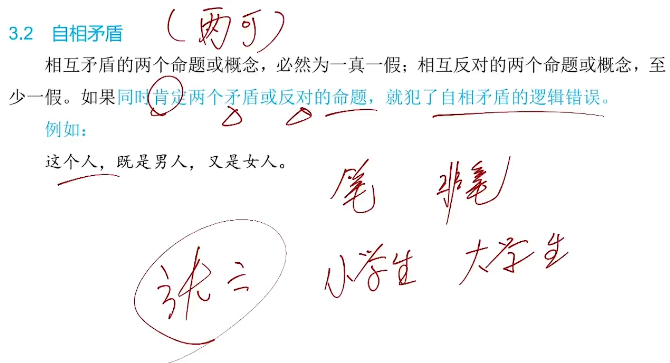 3.2 自相矛盾 (两可)
相互矛盾的两个命题或概念，必然为一真一假；相互反对的两个命题或概念，至
少一假。如果同时肯定两个矛盾或反对的命题，就犯了自相矛盾的逻辑错误。
例如：
这个人，既是男人，又是女人。
笔 非笔
张三 小学生 大学生